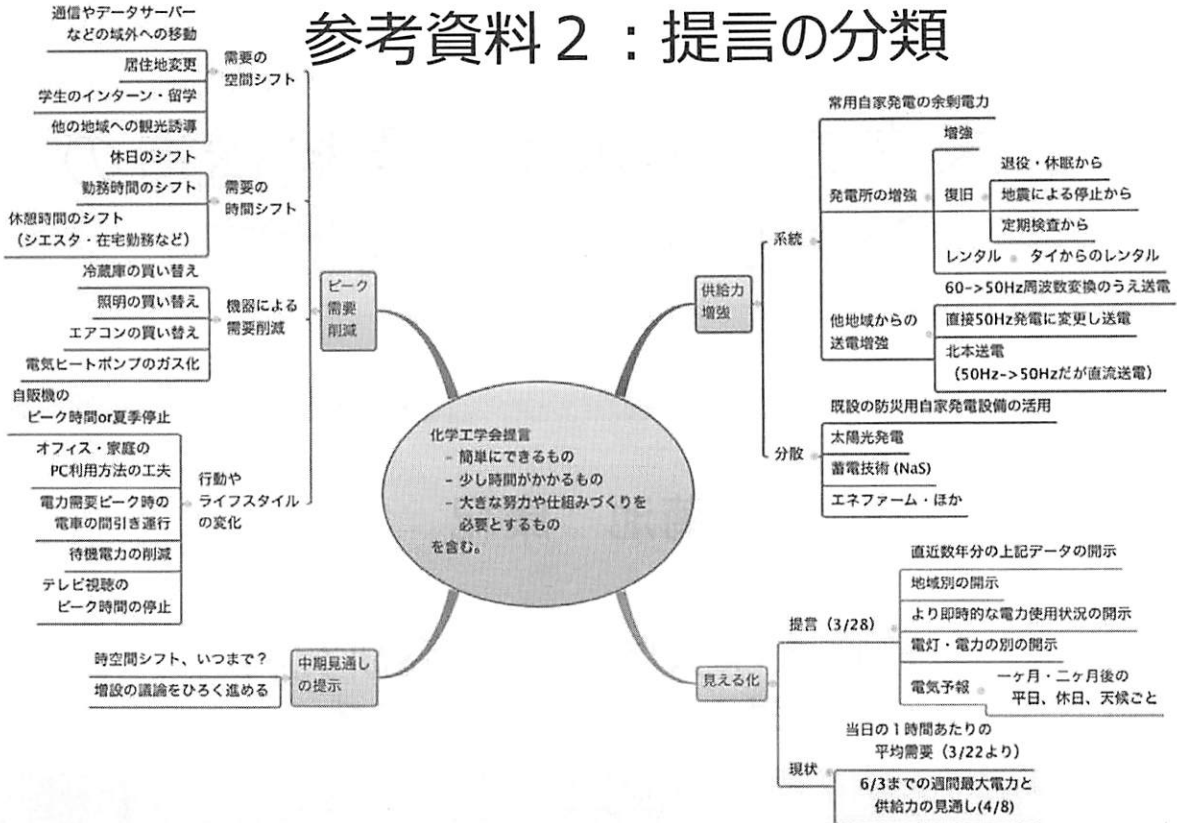 参考資料２：提言の分類
通信やデータサーバー
などの域外への移動
居住地変更
学生のインターン・留学
他の地域への観光誘導
需要の
空間シフト
休日のシフト
勤務時間のシフト
休憩時間のシフト
（シエスタ・在宅勤務など）
需要の
時間シフト
冷蔵庫の買い替え
照明の買い替え
エアコンの買い替え
電気ヒートポンプのガス化
機器による
需要削減
自販機の
ピーク時間or夏季停止
オフィス・家庭の
PC利用方法の工夫
電力需要ピーク時の
電車の間引き運行
待機電力の削減
テレビ視聴の
ピーク時間の停止
行動や
ライフスタイル
の変化
ピーク
需要
削減
時空間シフト、いつまで？
増設の議論をひろく進める
中期見通し
の提示
化学工学会提言
- 簡単にできるもの
- 少し時間がかかるもの
- 大きな努力や仕組みづくりを
必要とするもの
を含む。
供給力
増強
系統
常用自家発電の余剰電力
発電所の増強
増強
復旧
退役・休眠から
地震による停止から
定期検査から
レンタル
タイからのレンタル
他地域からの
送電増強
60->50Hz周波数変換のうえ送電
直接50Hz発電に変更し送電
北本送電
（50Hz->50Hzだが直流送電）
分散
既設の防災用自家発電設備の活用
太陽光発電
蓄電技術 (NaS)
エネファーム・ほか
見える化
提言（3/28）
直近数年分の上記データの開示
地域別の開示
より即時的な電力使用状況の開示
電灯・電力の別の開示
電気予報
一ヶ月・二ヶ月後の
平日、休日、天候ごと
現状
当日の１時間あたりの
平均需要（3/22より）
6/3までの週間最大電力と
供給力の見通し(4/8)